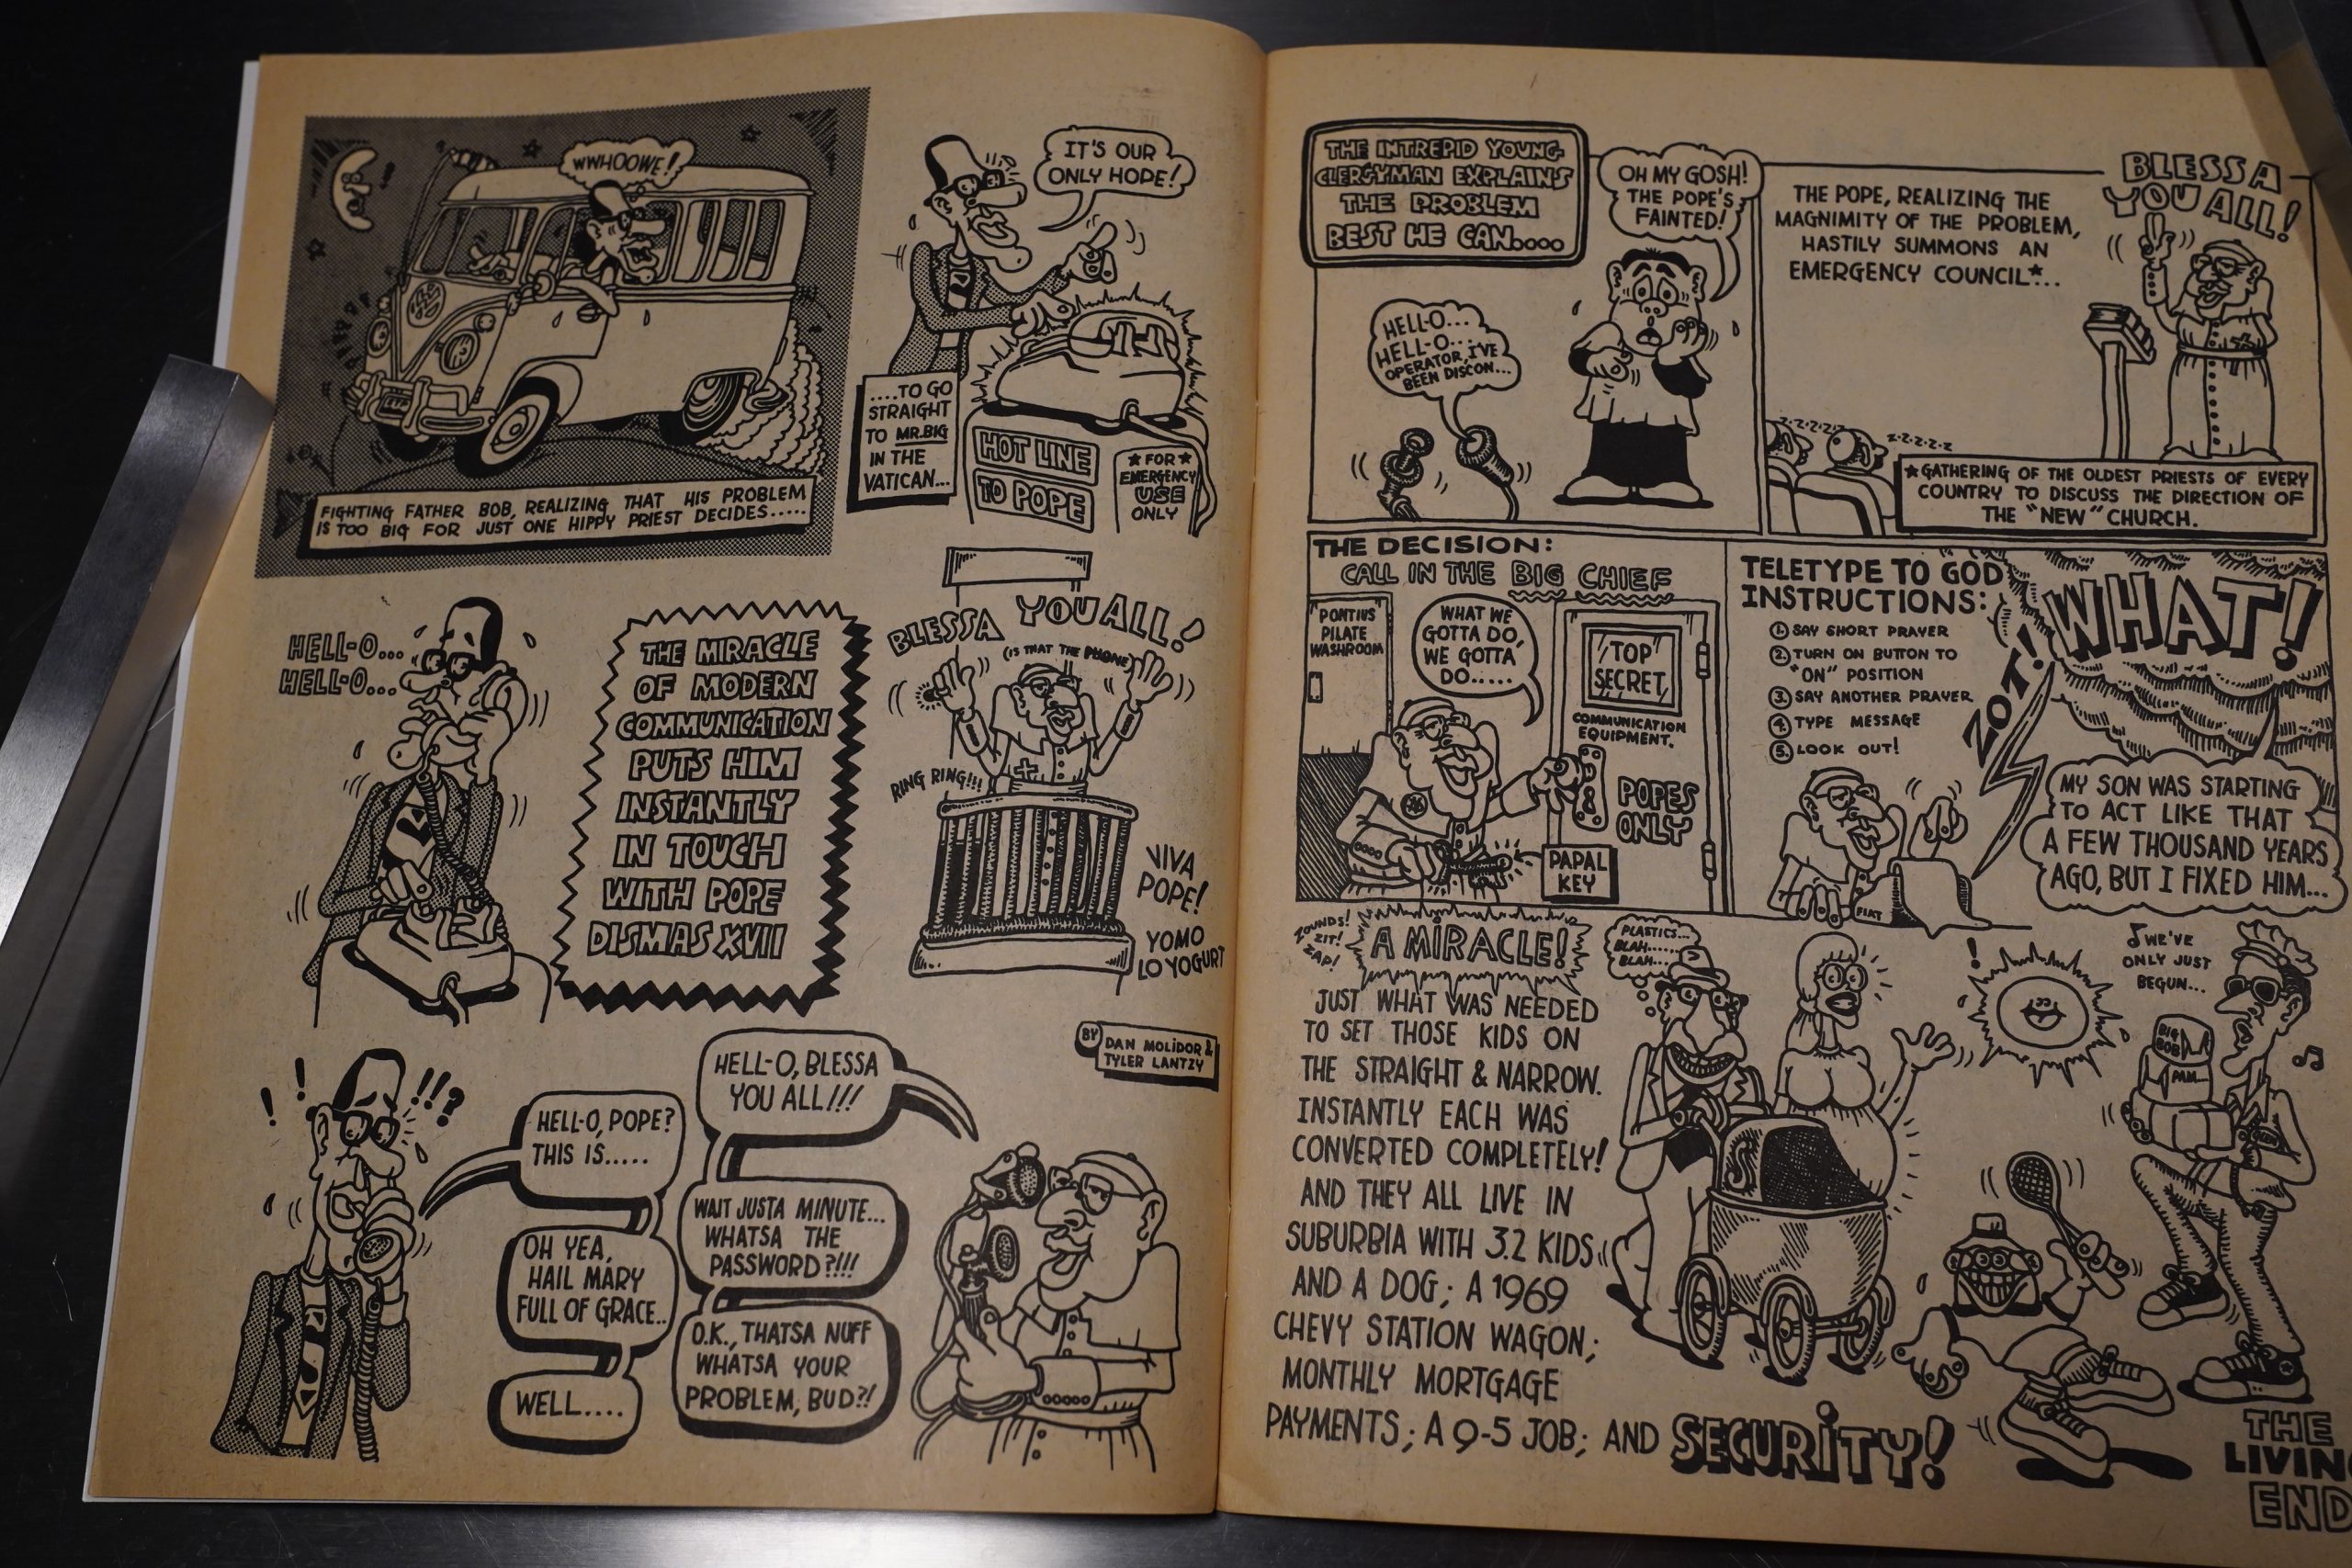 WWHOOWE!
FIGHTING FATHER BOB, REALIZING THAT HIS PROBLEM
IS TOO BIG FOR JUST ONE HIPPY PRIEST DECIDES.....
IT'S OUR
ONLY HOPE!
....TO GO
STRAIGHT
TO MR. BIG
IN THE
VATICAN...
HOT LINE
TO POPE
★FOR★
EMERGENCY
USE
ONLY
HELL-O...
HELL-O...
THE MIRACLE
OF MODERN
COMMUNICATION
PUTS HIM
INSTANTLY
IN TOUCH
WITH POPE
DISMAS XVII
BLESSA YOU ALL!
(IS THAT THE PHONE)
RING RING!!!
VIVA
POPE!
YOMO
LO YOGURT
BY DAN MOLIDOR &
TYLER LANTZY
! ! !!!?
HELL-O, POPE?
THIS IS.....
HELL-O, BLESSA
YOU ALL!!!
WAIT JUSTA MINUTE...
WHATSA THE
PASSWORD?!!!
OH YEA,
HAIL MARY
FULL OF GRACE..
O.K., THATSA NUFF
WHATSA YOUR
PROBLEM, BUD?!
WELL....
THE INTREPID YOUNG
CLERGYMAN EXPLAINS
THE PROBLEM
BEST HE CAN....
OH MY GOSH!
THE POPE'S
FAINTED!
HELL-O...
HELL-O...
OPERATOR, I'VE
BEEN DISCON...
THE POPE, REALIZING THE
MAGNIMITY OF THE PROBLEM,
HASTILY SUMMONS AN
EMERGENCY COUNCIL★...
BLESSA
YOU ALL!
Z-Z-Z-Z-Z
Z-Z-Z-Z-Z
★GATHERING OF THE OLDEST PRIESTS OF EVERY
COUNTRY TO DISCUSS THE DIRECTION OF
THE "NEW" CHURCH.
THE DECISION:
CALL IN THE BIG CHIEF
PONTIUS
PILATE
WASHROOM
WHAT WE
GOTTA DO,
WE GOTTA
DO.....
TOP
SECRET
COMMUNICATION
EQUIPMENT.
POPES
ONLY
PAPAL
KEY
TELETYPE TO GOD
INSTRUCTIONS:
1. SAY SHORT PRAYER
2. TURN ON BUTTON TO
"ON" POSITION
3. SAY ANOTHER PRAYER
4. TYPE MESSAGE
5. LOOK OUT!
WHAT!
ZOT!
MY SON WAS STARTING
TO ACT LIKE THAT
A FEW THOUSAND YEARS
AGO, BUT I FIXED HIM...
FIAT
ZOUNDS!
ZIT!
ZAP!
A MIRACLE!
JUST WHAT WAS NEEDED
TO SET THOSE KIDS ON
THE STRAIGHT & NARROW.
INSTANTLY EACH WAS
CONVERTED COMPLETELY!
AND THEY ALL LIVE IN
SUBURBIA WITH 3.2 KIDS
AND A DOG; A 1969
CHEVY STATION WAGON;
MONTHLY MORTGAGE
PAYMENTS; A 9-5 JOB; AND SECURITY!
PLASTICS...
BLAH......
BLAH....
!
♪WE'VE
ONLY JUST
BEGUN...
BIG
BOB
PAM
THE
LIVING
END